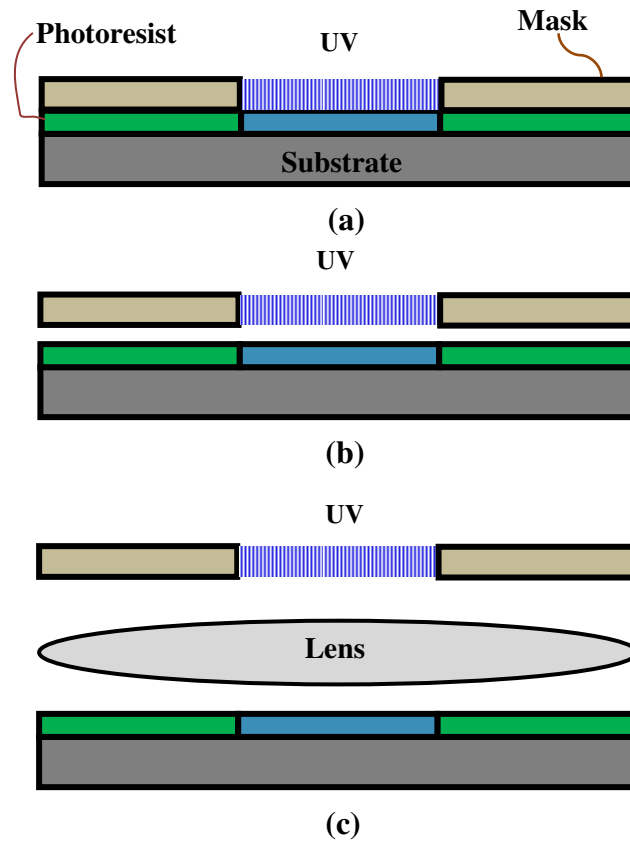 Photoresist
UV
Mask
Substrate
(a)
UV
(b)
UV
Lens
(c)